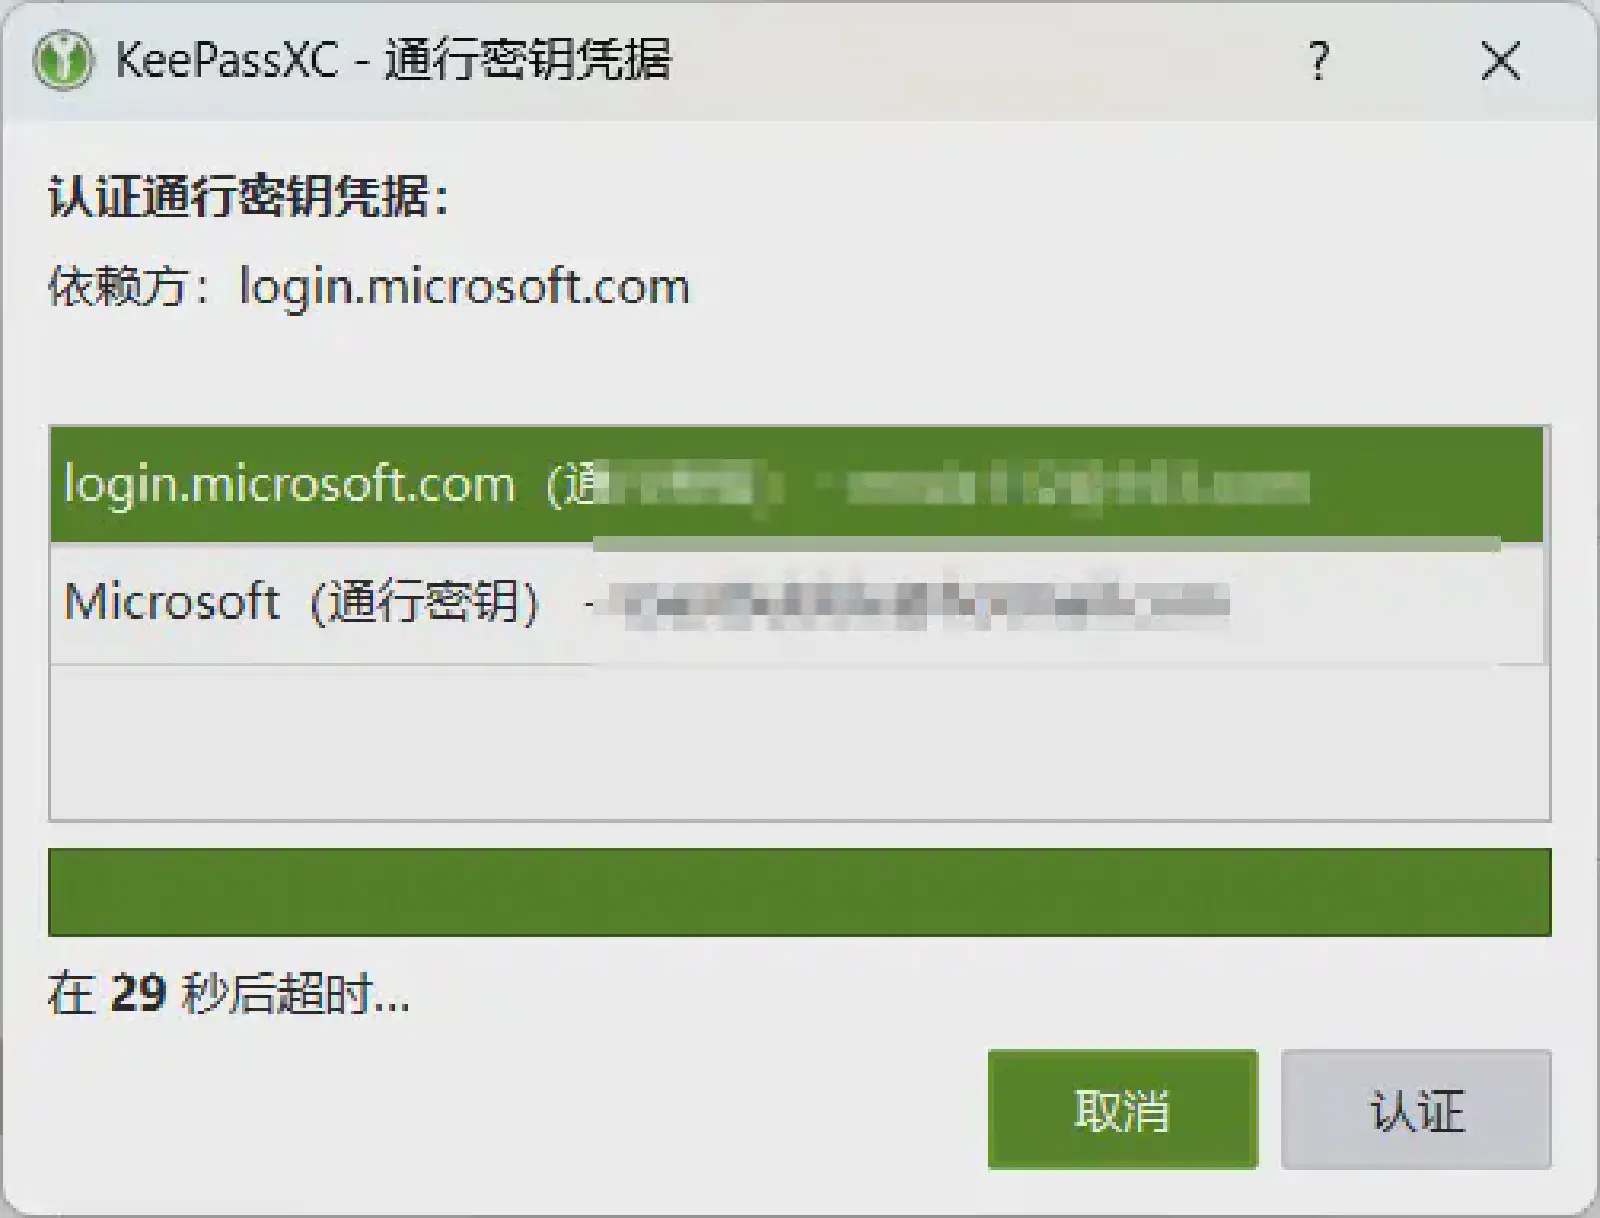 KeePassXC - 通行密钥凭据
认证通行密钥凭据：
依赖方：login.microsoft.com
login.microsoft.com（通
Microsoft（通行密钥） -
在 29 秒后超时...
取消
认证